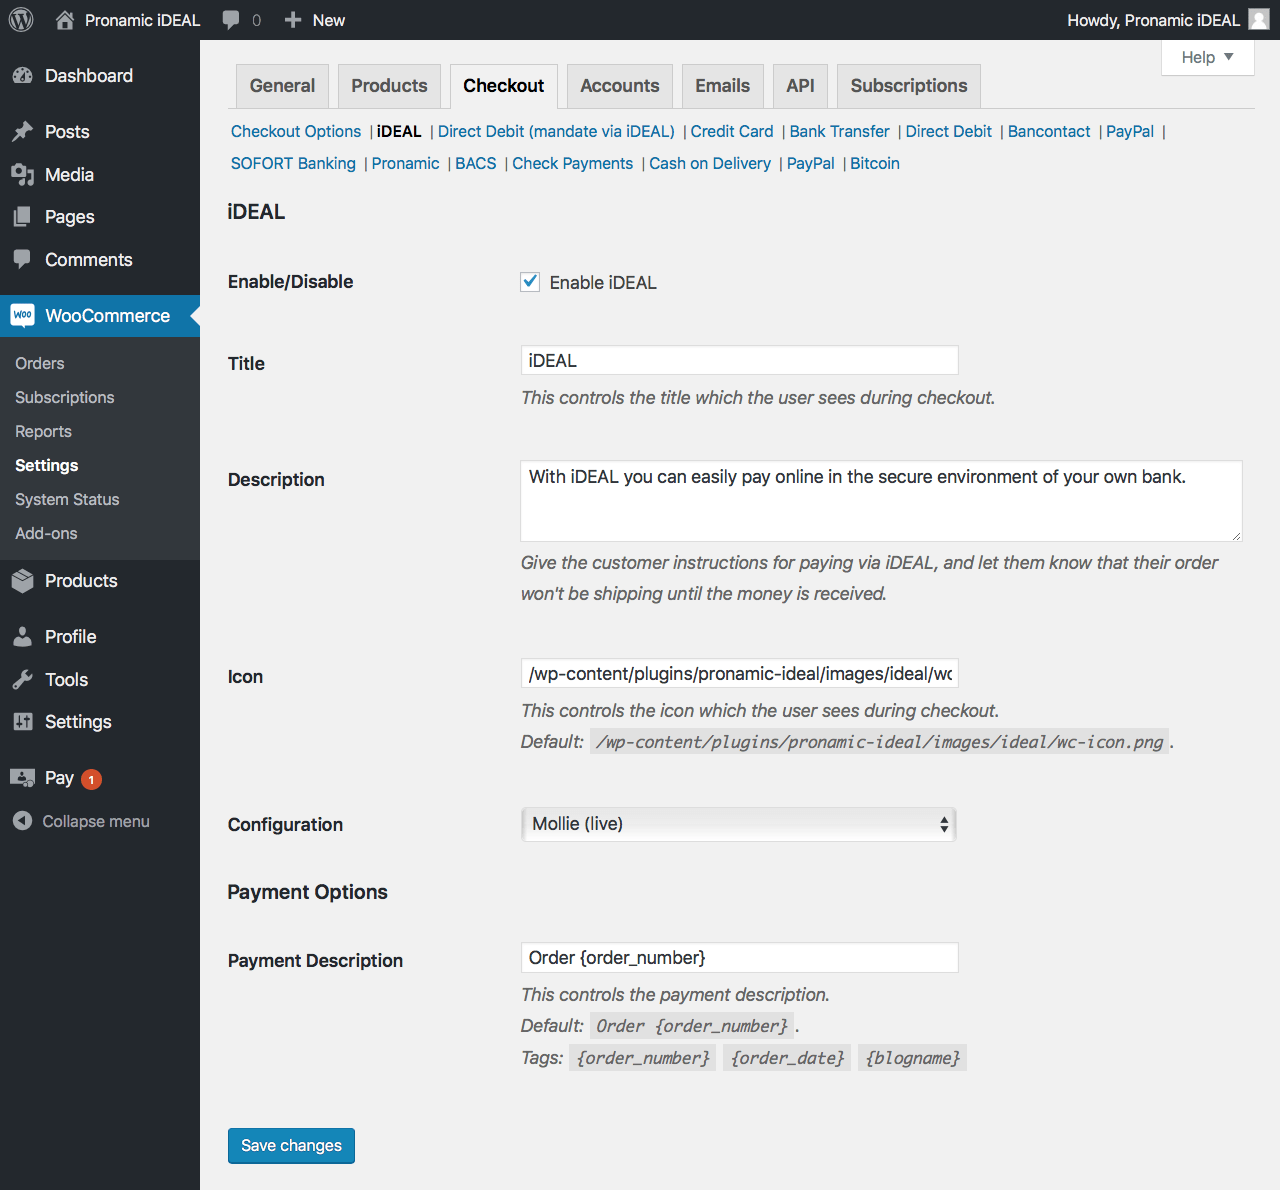 Pronamic iDEAL 0 New Howdy, Pronamic iDEAL
Help
Dashboard
Posts
Media
Pages
Comments
woo WooCommerce
Orders
Subscriptions
Reports
Settings
System Status
Add-ons
Products
Profile
Tools
Settings
Pay 1
Collapse menu
General Products Checkout Accounts Emails API Subscriptions
Checkout Options | iDEAL | Direct Debit (mandate via iDEAL) | Credit Card | Bank Transfer | Direct Debit | Bancontact | PayPal |
SOFORT Banking | Pronamic | BACS | Check Payments | Cash on Delivery | PayPal | Bitcoin
iDEAL
Enable/Disable Enable iDEAL
Title iDEAL
This controls the title which the user sees during checkout.
Description With iDEAL you can easily pay online in the secure environment of your own bank.
Give the customer instructions for paying via iDEAL, and let them know that their order
won't be shipping until the money is received.
Icon /wp-content/plugins/pronamic-ideal/images/ideal/wc
This controls the icon which the user sees during checkout.
Default: /wp-content/plugins/pronamic-ideal/images/ideal/wc-icon.png .
Configuration Mollie (live)
Payment Options
Payment Description Order {order_number}
This controls the payment description.
Default: Order {order_number} .
Tags: {order_number} {order_date} {blogname}
Save changes